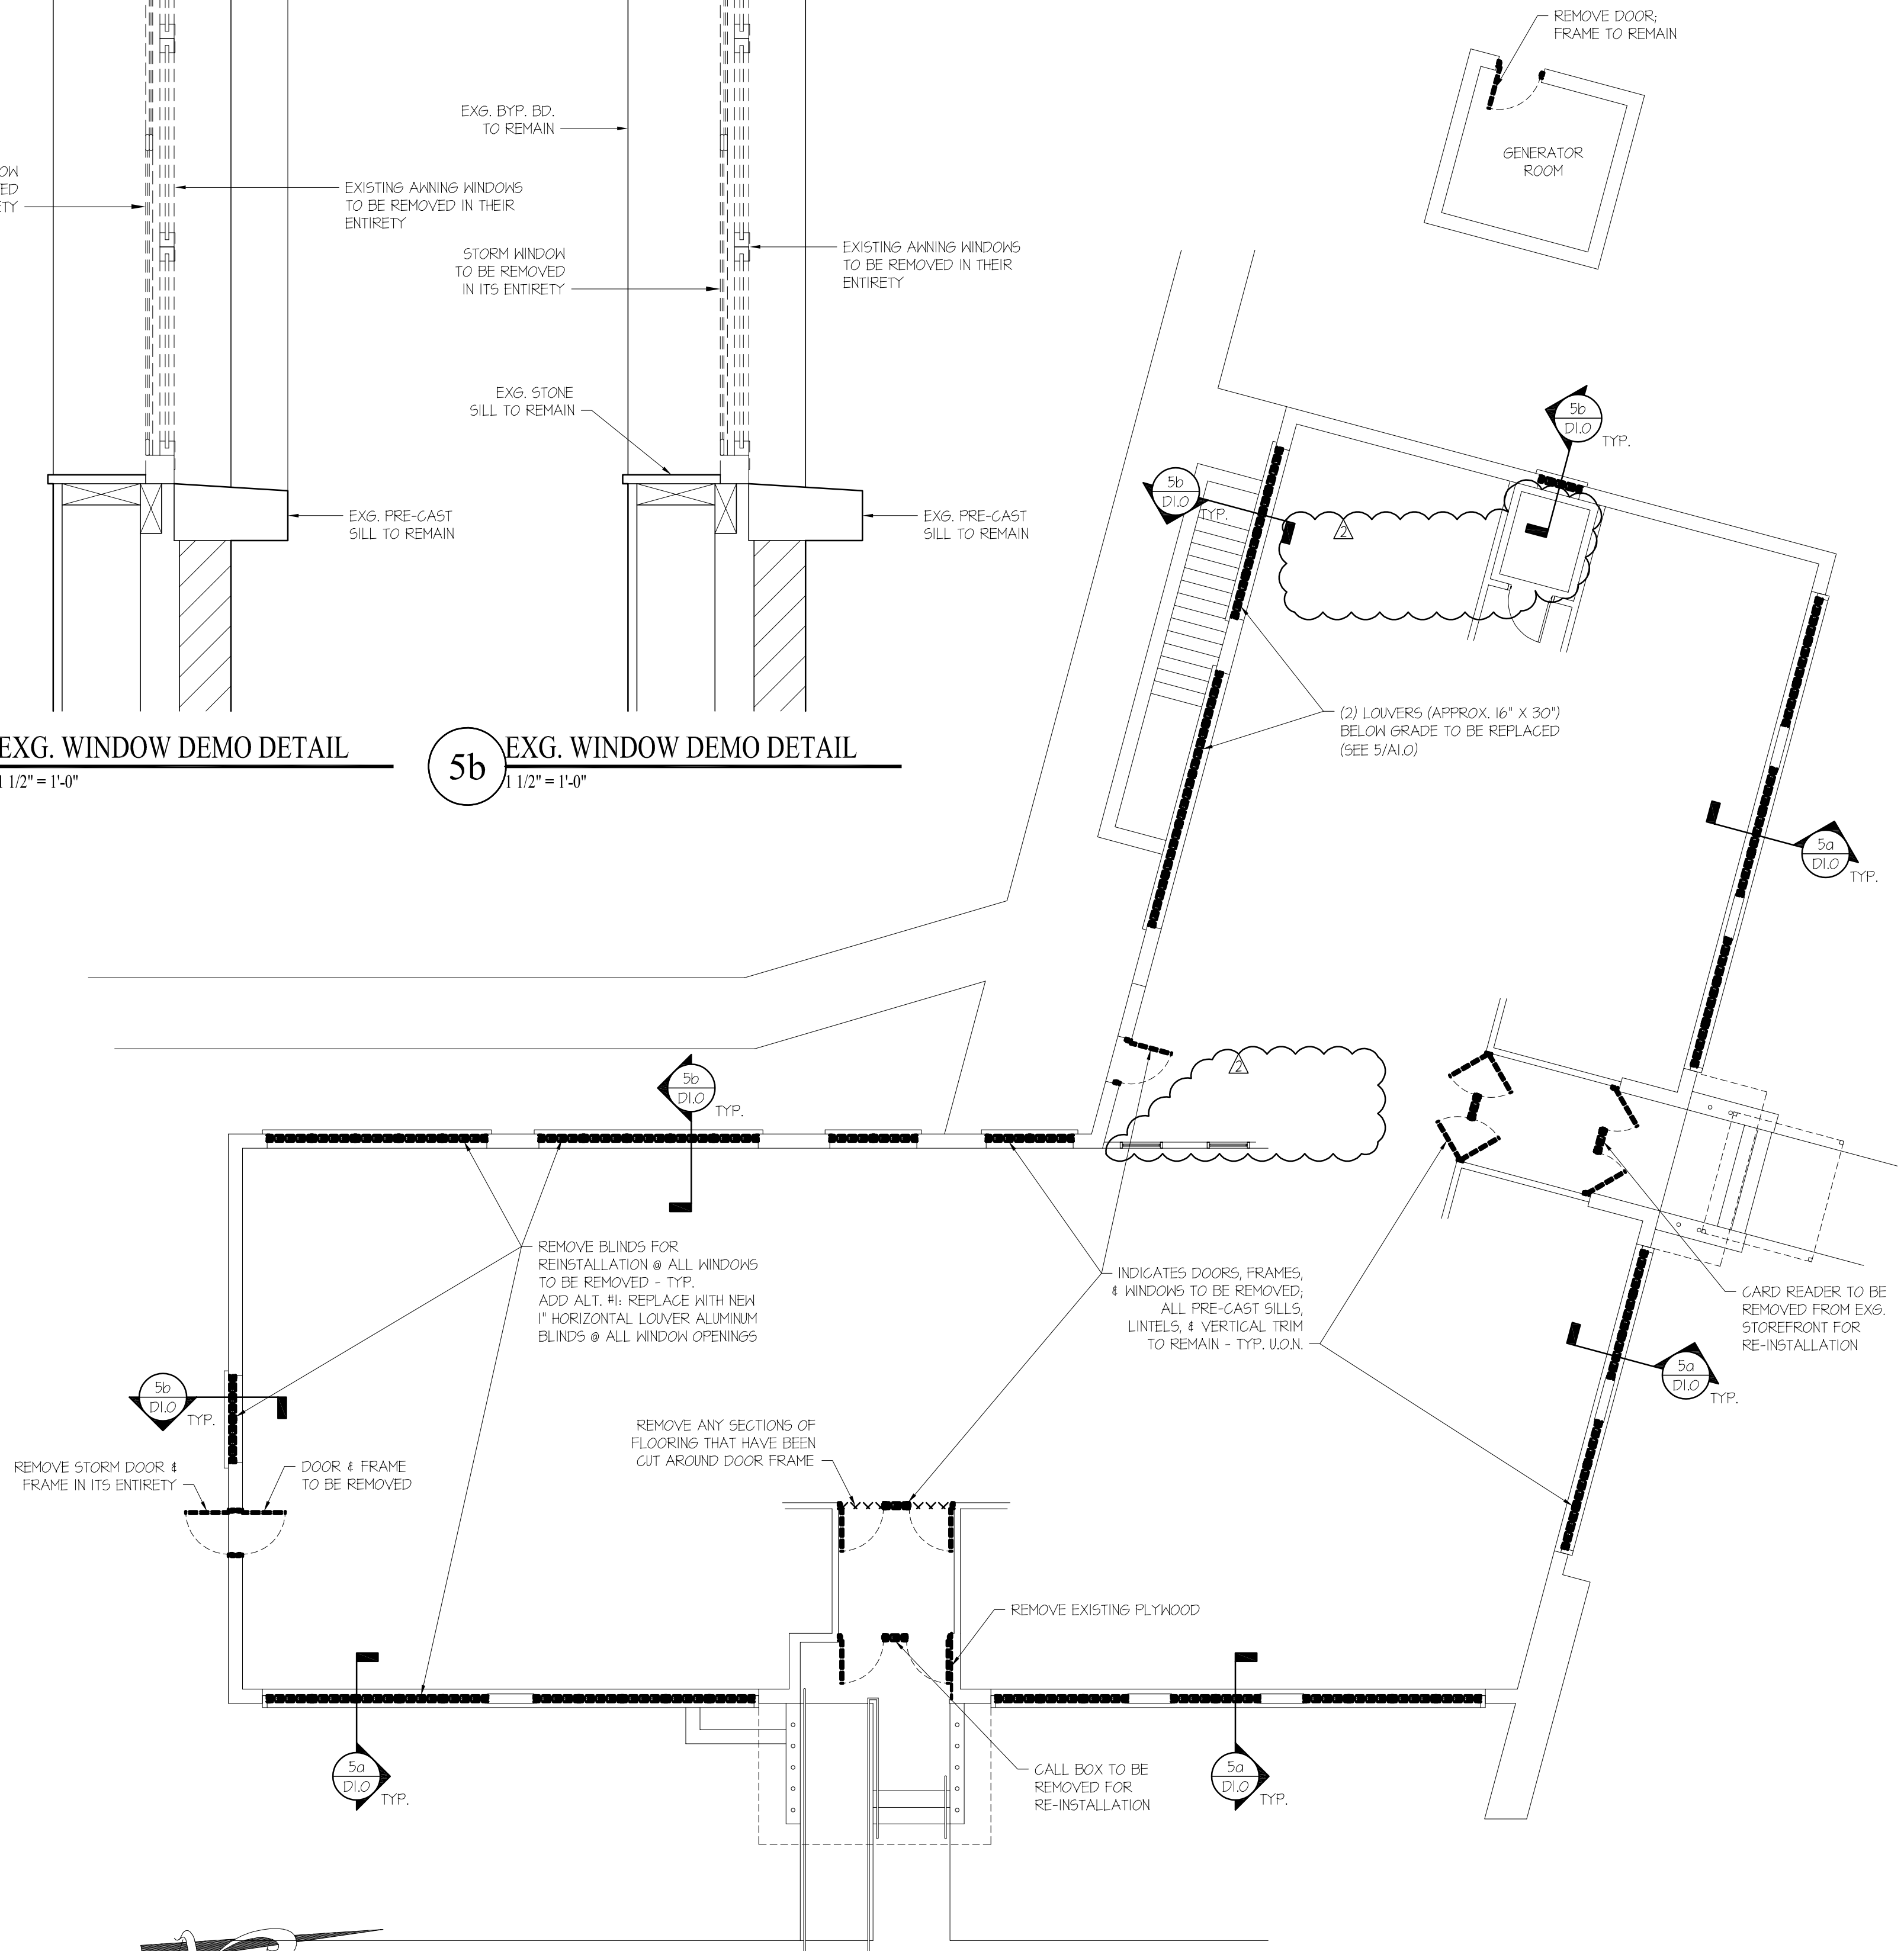 REMOVE DOOR;
FRAME TO REMAIN
GENERATOR
ROOM
EXG. BYP. BD.
TO REMAIN
EXISTING AWNING WINDOWS
TO BE REMOVED IN THEIR
ENTIRETY
STORM WINDOW
TO BE REMOVED
IN ITS ENTIRETY
EXISTING AWNING WINDOWS
TO BE REMOVED IN THEIR
ENTIRETY
EXG. STONE
SILL TO REMAIN
EXG. PRE-CAST
SILL TO REMAIN
EXG. PRE-CAST
SILL TO REMAIN
EXG. WINDOW DEMO DETAIL
1 1/2" = 1'-0"
5b
EXG. WINDOW DEMO DETAIL
1 1/2" = 1'-0"
5b
D1.0
TYP.
5b
D1.0
TYP.
2
(2) LOUVERS (APPROX. 16" X 30")
BELOW GRADE TO BE REPLACED
(SEE 5/A1.0)
5a
D1.0
TYP.
5b
D1.0
TYP.
2
REMOVE BLINDS FOR
REINSTALLATION @ ALL WINDOWS
TO BE REMOVED - TYP.
ADD ALT. #1: REPLACE WITH NEW
1" HORIZONTAL LOUVER ALUMINUM
BLINDS @ ALL WINDOW OPENINGS
INDICATES DOORS, FRAMES,
& WINDOWS TO BE REMOVED;
ALL PRE-CAST SILLS,
LINTELS, & VERTICAL TRIM
TO REMAIN - TYP. U.O.N.
CARD READER TO BE
REMOVED FROM EXG.
STOREFRONT FOR
RE-INSTALLATION
5a
D1.0
TYP.
5b
D1.0
TYP.
REMOVE STORM DOOR &
FRAME IN ITS ENTIRETY
DOOR & FRAME
TO BE REMOVED
REMOVE ANY SECTIONS OF
FLOORING THAT HAVE BEEN
CUT AROUND DOOR FRAME
REMOVE EXISTING PLYWOOD
5a
D1.0
TYP.
CALL BOX TO BE
REMOVED FOR
RE-INSTALLATION
5a
D1.0
TYP.